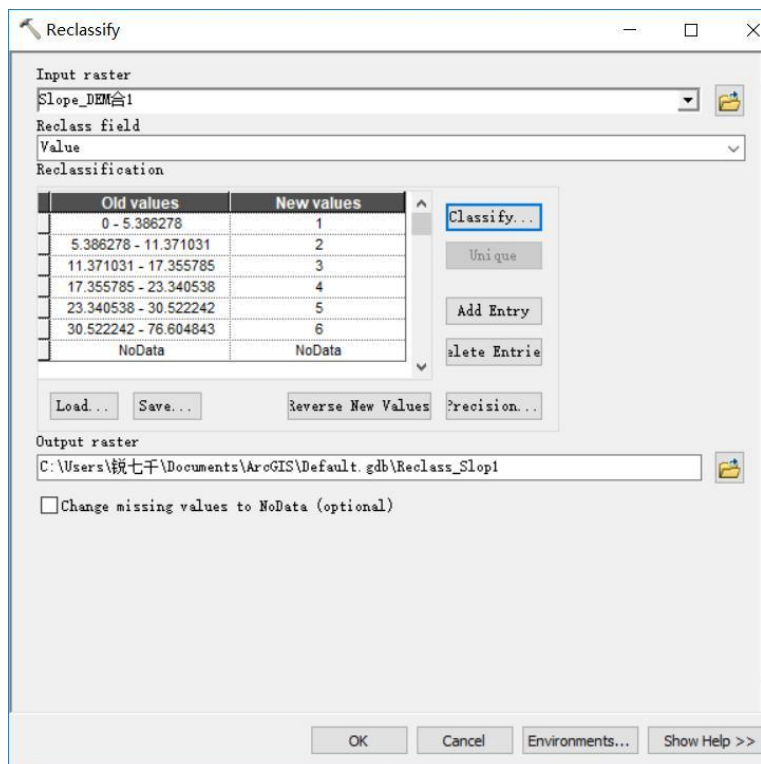 Reclassify
Input raster
Slope_DEM合1
Reclass field
Value
Reclassification
Old values New values
0 - 5.386278 1
5.386278 - 11.371031 2
11.371031 - 17.355785 3
17.355785 - 23.340538 4
23.340538 - 30.522242 5
30.522242 - 76.604843 6
NoData NoData
Classify...
Unique
Add Entry
elete Entrie
Load... Save... Reverse New Values Precision...
Output raster
C:\Users\锐七千\Documents\ArcGIS\Default.gdb\Reclass_Slop1
Change missing values to NoData (optional)
OK Cancel Environments... Show Help >>